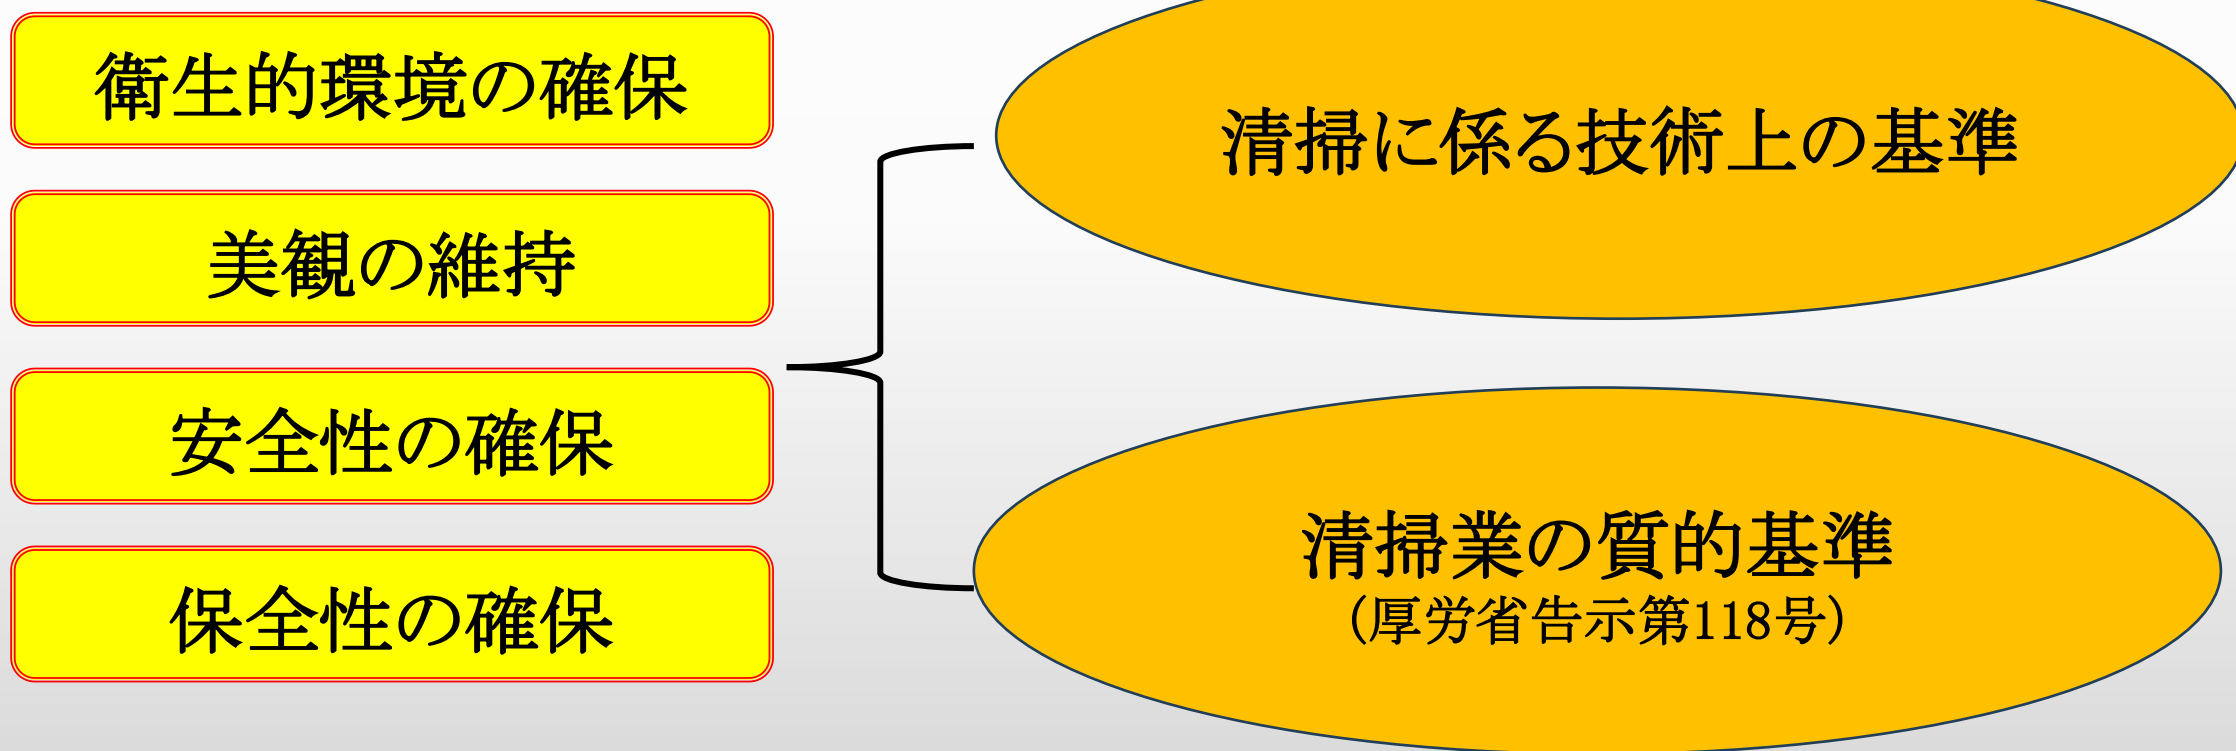 衛生的環境の確保
美観の維持
安全性の確保
保全性の確保
清掃に係る技術上の基準
清掃業の質的基準
（厚労省告示第118号）